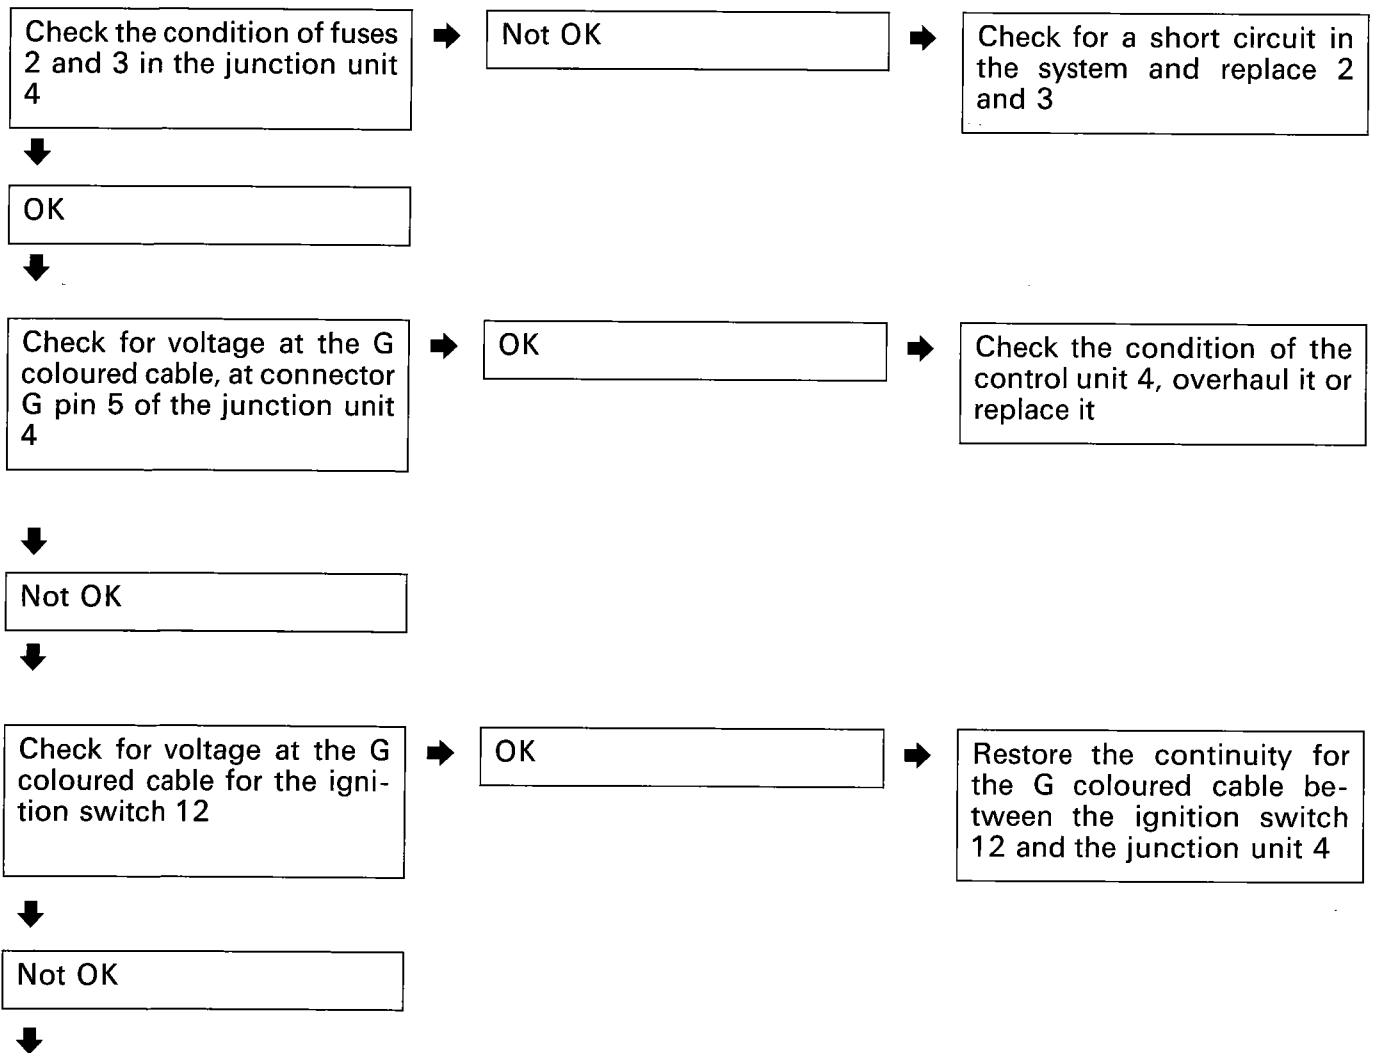 Check the condition of fuses
2 and 3 in the junction unit
4
Not OK
Check for a short circuit in
the system and replace 2
and 3
OK
Check for voltage at the G
coloured cable, at connector
G pin 5 of the junction unit
4
OK
Check the condition of the
control unit 4, overhaul it or
replace it
Not OK
Check for voltage at the G
coloured cable for the igni-
tion switch 12
OK
Restore the continuity for
the G coloured cable be-
tween the ignition switch
12 and the junction unit 4
Not OK